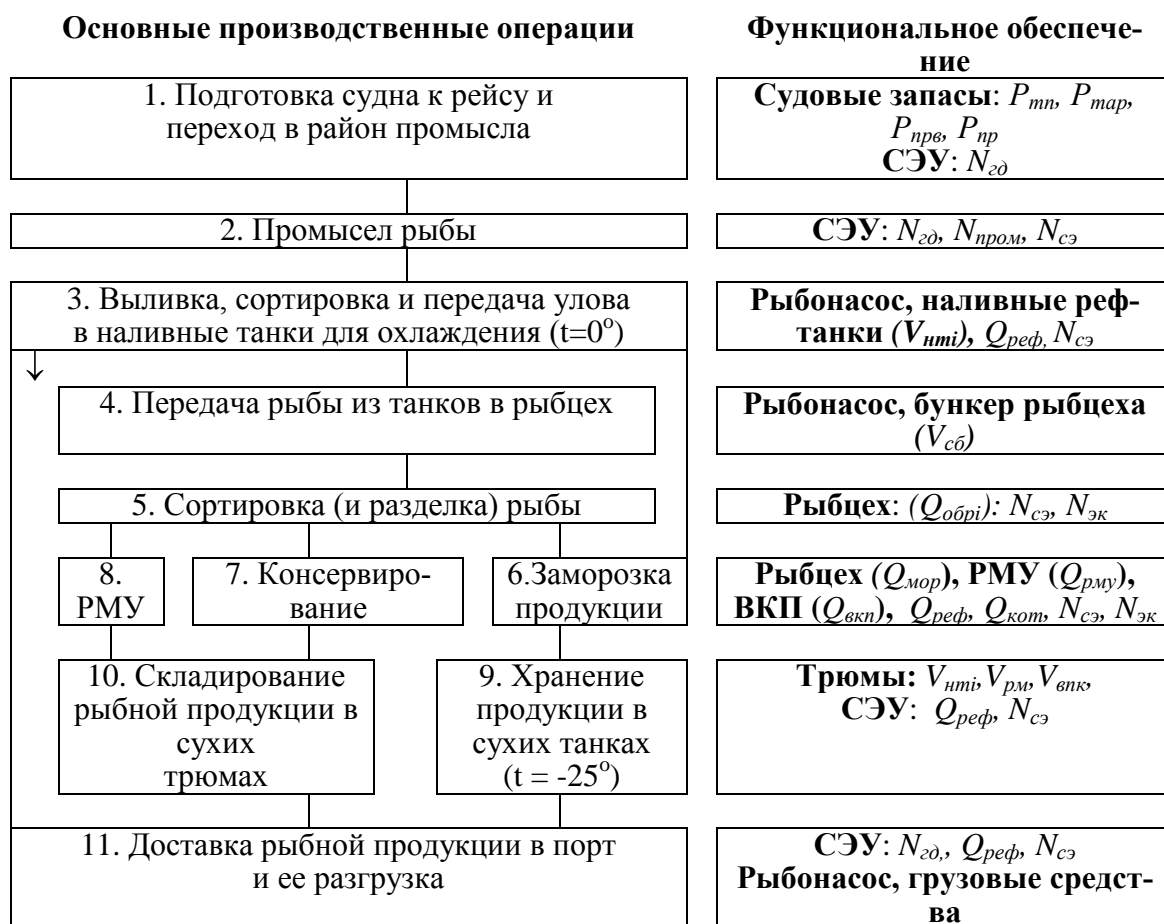 Основные производственные операции
Функциональное обеспече-
ние
1. Подготовка судна к рейсу и
переход в район промысла
Судовые запасы: Pтп, Pтар,
Pпрв, Pпр
СЭУ: Nгд
2. Промысел рыбы
СЭУ: Nгд, Nпром, Nсэ
3. Выливка, сортировка и передача улова
в наливные танки для охлаждения (t=0о)
Рыбонасос, наливные реф-
танки (Vнтi), Qреф, Nсэ
↓
4. Передача рыбы из танков в рыбцех
Рыбонасос, бункер рыбцеха
(Vсб)
5. Сортировка (и разделка) рыбы
Рыбцех: (Qобрi): Nсэ, Nэк
8.
РМУ
7. Консервиро-
вание
6.Заморозка
продукции
Рыбцех (Qмор), РМУ (Qрму),
ВКП (Qвкп), Qреф, Qкот, Nсэ, Nэк
10. Складирование
рыбной продукции в
сухих
трюмах
9. Хранение
продукции в
сухих танках
(t = -25о)
Трюмы: Vнтi,Vрм,Vвпк,
СЭУ: Qреф, Nсэ
11. Доставка рыбной продукции в порт
и ее разгрузка
СЭУ: Nгд,, Qреф, Nсэ
Рыбонасос, грузовые средст-
ва